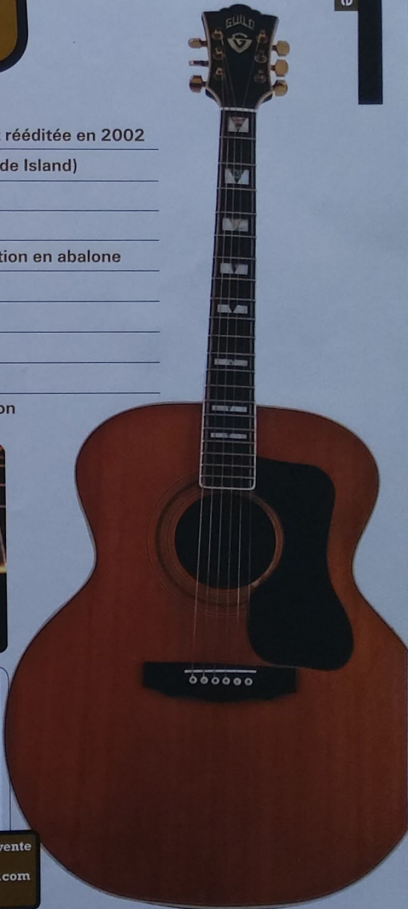 GUILD
G
e
rééditée en 2002
de Island)
tion en abalone
on
vente
.com